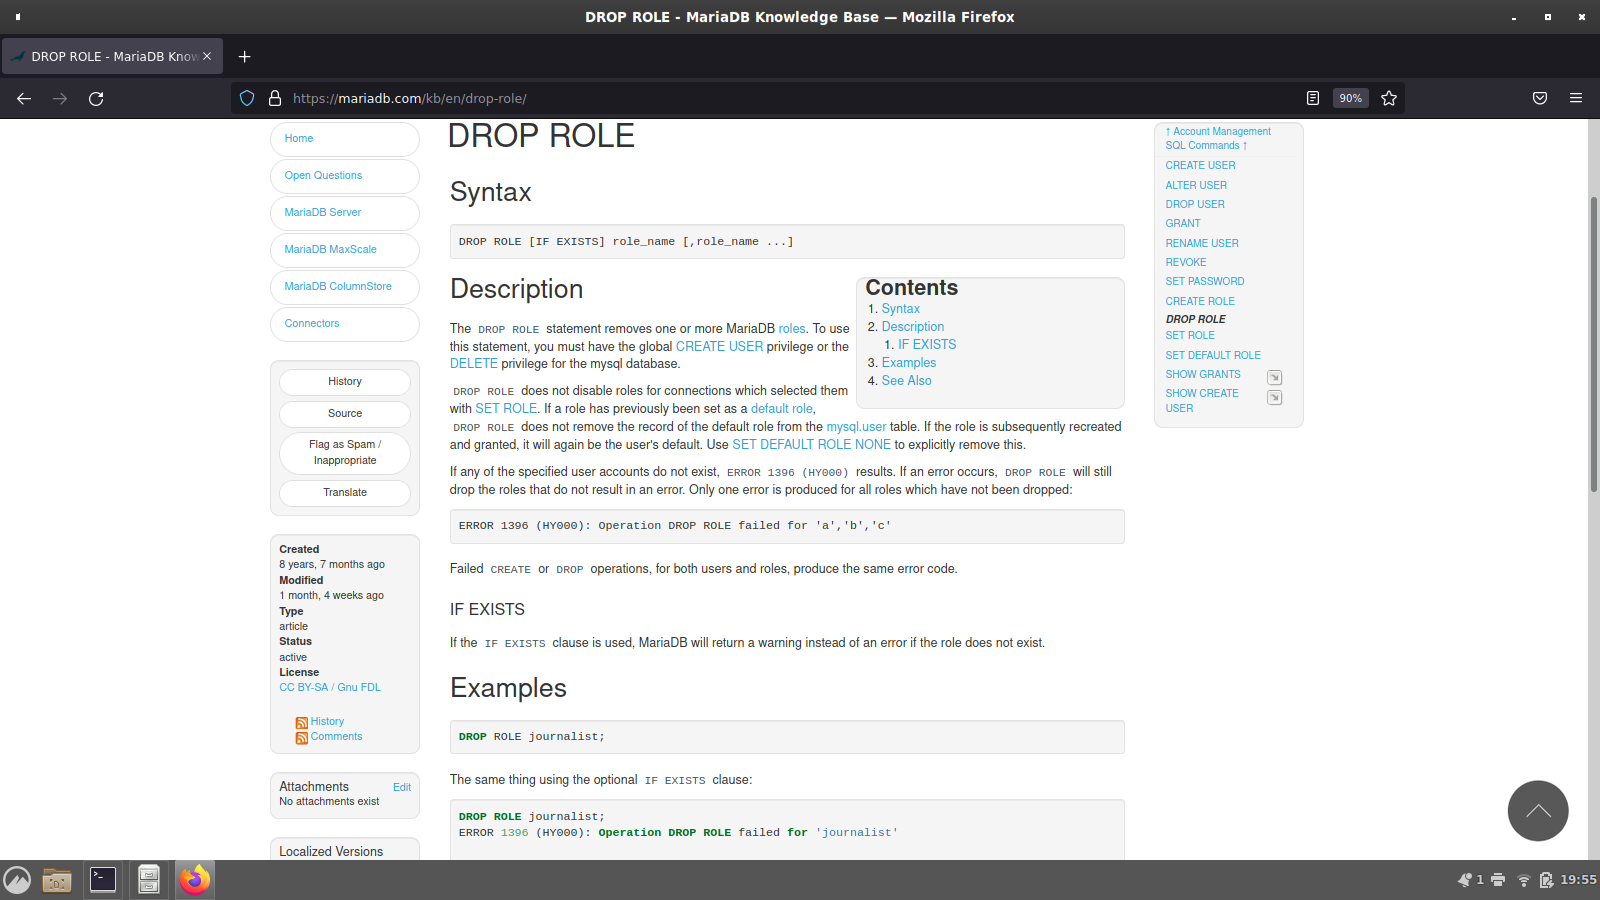 DROP ROLE - MariaDB Knowledge Base — Mozilla Firefox
DROP ROLE - MariaDB Know
https://mariadb.com/kb/en/drop-role/
90%
Home
Open Questions
MariaDB Server
MariaDB MaxScale
MariaDB ColumnStore
Connectors
History
Source
Flag as Spam /
Inappropriate
Translate
Created
8 years, 7 months ago
Modified
1 month, 4 weeks ago
Type
article
Status
active
License
CC BY-SA / Gnu FDL
History
Comments
Attachments Edit
No attachments exist
Localized Versions
DROP ROLE
Syntax
DROP ROLE [IF EXISTS] role_name [,role_name ...]
Description
The DROP ROLE statement removes one or more MariaDB roles. To use
this statement, you must have the global CREATE USER privilege or the
DELETE privilege for the mysql database.
DROP ROLE does not disable roles for connections which selected them
with SET ROLE. If a role has previously been set as a default role,
DROP ROLE does not remove the record of the default role from the mysql.user table. If the role is subsequently recreated
and granted, it will again be the user's default. Use SET DEFAULT ROLE NONE to explicitly remove this.
If any of the specified user accounts do not exist, ERROR 1396 (HY000) results. If an error occurs, DROP ROLE will still
drop the roles that do not result in an error. Only one error is produced for all roles which have not been dropped:
ERROR 1396 (HY000): Operation DROP ROLE failed for 'a','b','c'
Failed CREATE or DROP operations, for both users and roles, produce the same error code.
IF EXISTS
If the IF EXISTS clause is used, MariaDB will return a warning instead of an error if the role does not exist.
Examples
DROP ROLE journalist;
The same thing using the optional IF EXISTS clause:
DROP ROLE journalist;
ERROR 1396 (HY000): Operation DROP ROLE failed for 'journalist'
Contents
1. Syntax
2. Description
1. IF EXISTS
3. Examples
4. See Also
↑ Account Management
SQL Commands ↑
CREATE USER
ALTER USER
DROP USER
GRANT
RENAME USER
REVOKE
SET PASSWORD
CREATE ROLE
DROP ROLE
SET ROLE
SET DEFAULT ROLE
SHOW GRANTS
SHOW CREATE
USER
1
19:55